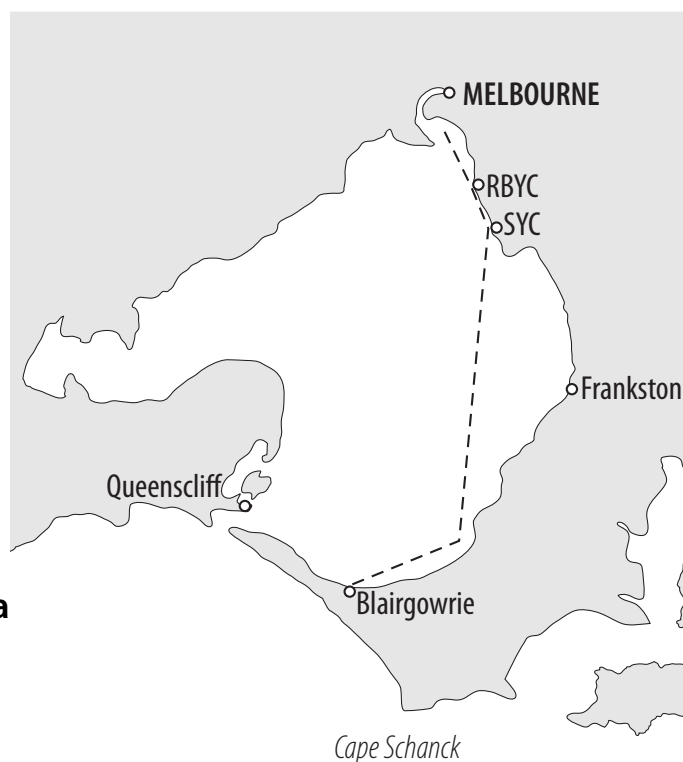 MELBOURNE
RBYC
SYC
Frankston
Queenscliff
Blairgowrie
a
Cape Schanck